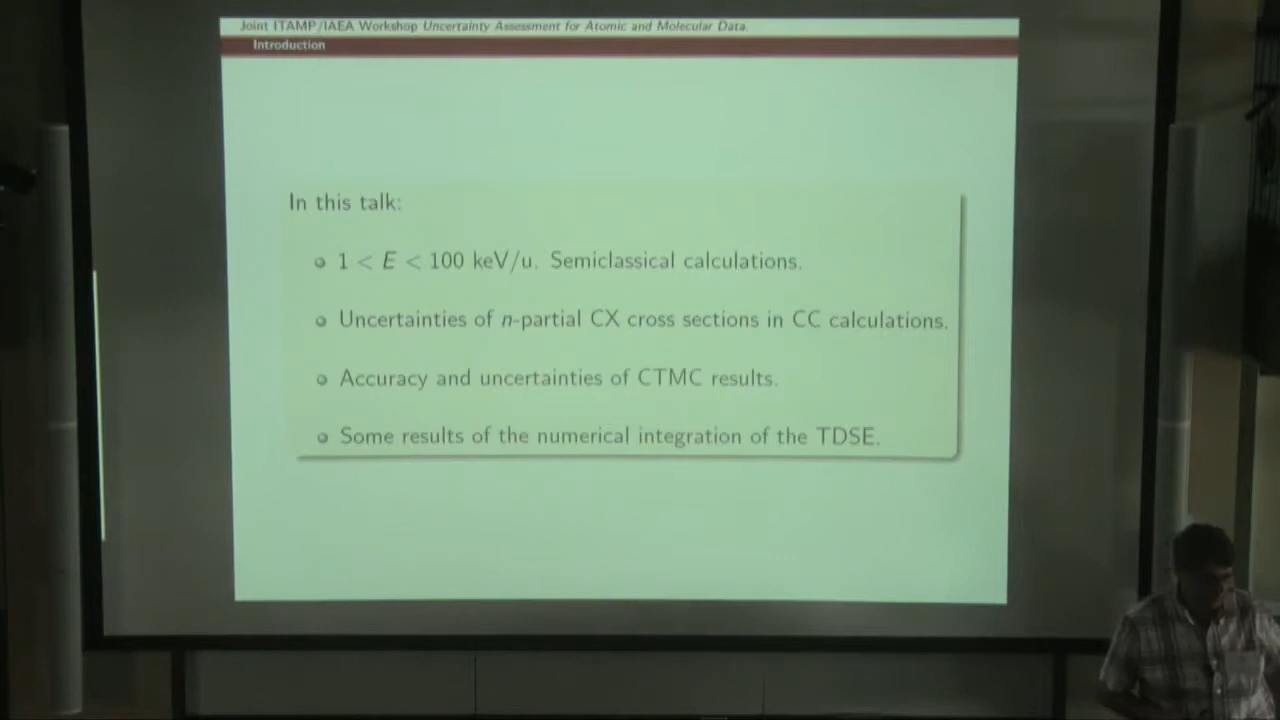 Joint ITAMP/IAEA Workshop Uncertainty Assessment for Atomic and Molecular Data.
Introduction
In this talk:
1 < E < 100 keV/u. Semiclassical calculations.
Uncertainties of n-partial CX cross sections in CC calculations.
Accuracy and uncertainties of CTMC results.
Some results of the numerical integration of the TDSE.